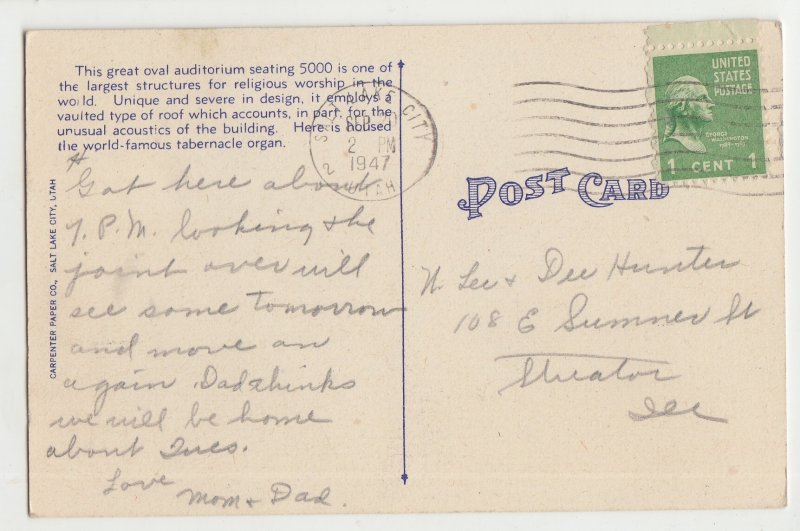 This great oval auditorium seating 5000 is one of
the largest structures for religious worship in the
world. Unique and severe in design, it employs a
vaulted type of roof which accounts, in part, for the
unusual acoustics of the building. Here is housed
the world-famous tabernacle organ.
CARPENTER PAPER CO., SALT LAKE CITY, UTAH
Got here about
7. P.M. looking the
joint over will
see some tomorrow
and move on
again. Dad thinks
we will be home
about Tues.
Love
Mom & Dad.
SALT LAKE CITY
SEP
2 PM
1947
UTAH
2
UNITED
STATES
POSTAGE
GEORGE
WASHINGTON
1789-1797
1 CENT 1
POST CARD
Lee & Dee Hunter
108 E Sumner St
Streator
Ill